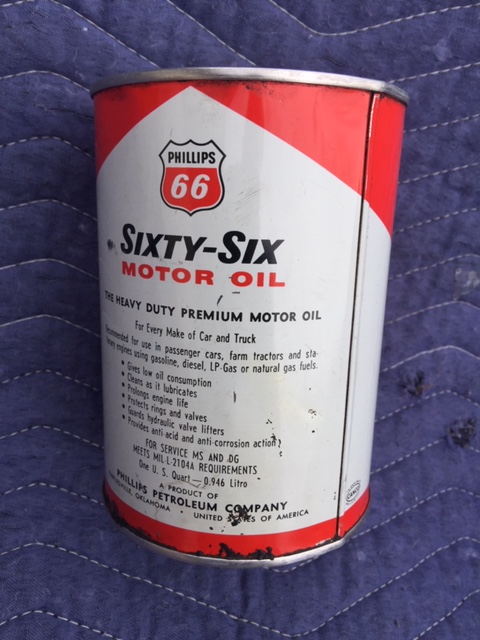 PHILLIPS
66
SIXTY-SIX
MOTOR OIL
THE HEAVY DUTY PREMIUM MOTOR OIL
For Every Make of Car and Truck
Recommended for use in passenger cars, farm tractors and sta-
tionary engines using gasoline, diesel, LP-Gas or natural gas fuels.
• Gives low oil consumption
• Cleans as it lubricates
• Prolongs engine life
• Protects rings and valves
• Guards hydraulic valve lifters
• Provides anti-acid and anti-corrosion action
FOR SERVICE MS AND DG
MEETS MIL-L-2104A REQUIREMENTS
One U. S. Quart — 0.946 Litro
A PRODUCT OF
PHILLIPS PETROLEUM COMPANY
OKLAHOMA • UNITED STATES OF AMERICA